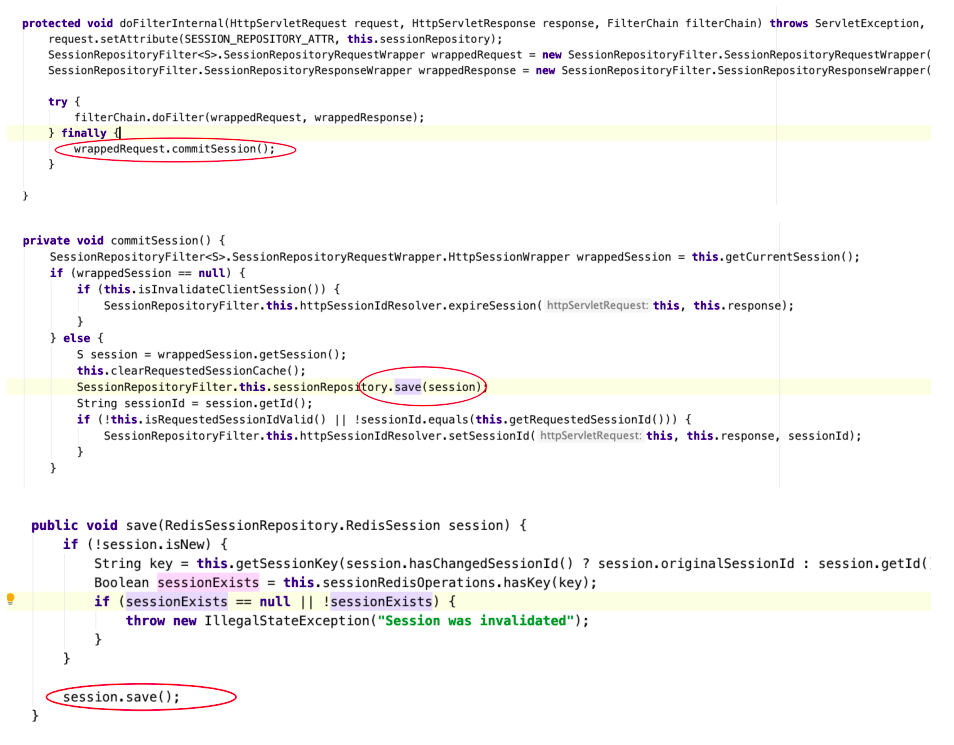 protected void doFilterInternal(HttpServletRequest request, HttpServletResponse response, FilterChain filterChain) throws ServletException,
request.setAttribute(SESSION_REPOSITORY_ATTR, this.sessionRepository);
SessionRepositoryFilter<S>.SessionRepositoryRequestWrapper wrappedRequest = new SessionRepositoryFilter.SessionRepositoryRequestWrapper(
SessionRepositoryFilter.SessionRepositoryResponseWrapper wrappedResponse = new SessionRepositoryFilter.SessionRepositoryResponseWrapper(
try {
filterChain.doFilter(wrappedRequest, wrappedResponse);
} finally {
wrappedRequest.commitSession();
}
}
private void commitSession() {
SessionRepositoryFilter<S>.SessionRepositoryRequestWrapper.HttpSessionWrapper wrappedSession = this.getCurrentSession();
if (wrappedSession == null) {
if (this.isInvalidateClientSession()) {
SessionRepositoryFilter.this.httpSessionIdResolver.expireSession( httpServletRequest: this, this.response);
}
} else {
S session = wrappedSession.getSession();
this.clearRequestedSessionCache();
SessionRepositoryFilter.this.sessionRepository.save(session);
String sessionId = session.getId();
if (!this.isRequestedSessionIdValid() || !sessionId.equals(this.getRequestedSessionId())) {
SessionRepositoryFilter.this.httpSessionIdResolver.setSessionId( httpServletRequest: this, this.response, sessionId);
}
}
public void save(RedisSessionRepository.RedisSession session) {
if (!session.isNew) {
String key = this.getSessionKey(session.hasChangedSessionId() ? session.originalSessionId : session.getId()
Boolean sessionExists = this.sessionRedisOperations.hasKey(key);
if (sessionExists == null || !sessionExists) {
throw new IllegalStateException("Session was invalidated");
}
}
session.save();
}